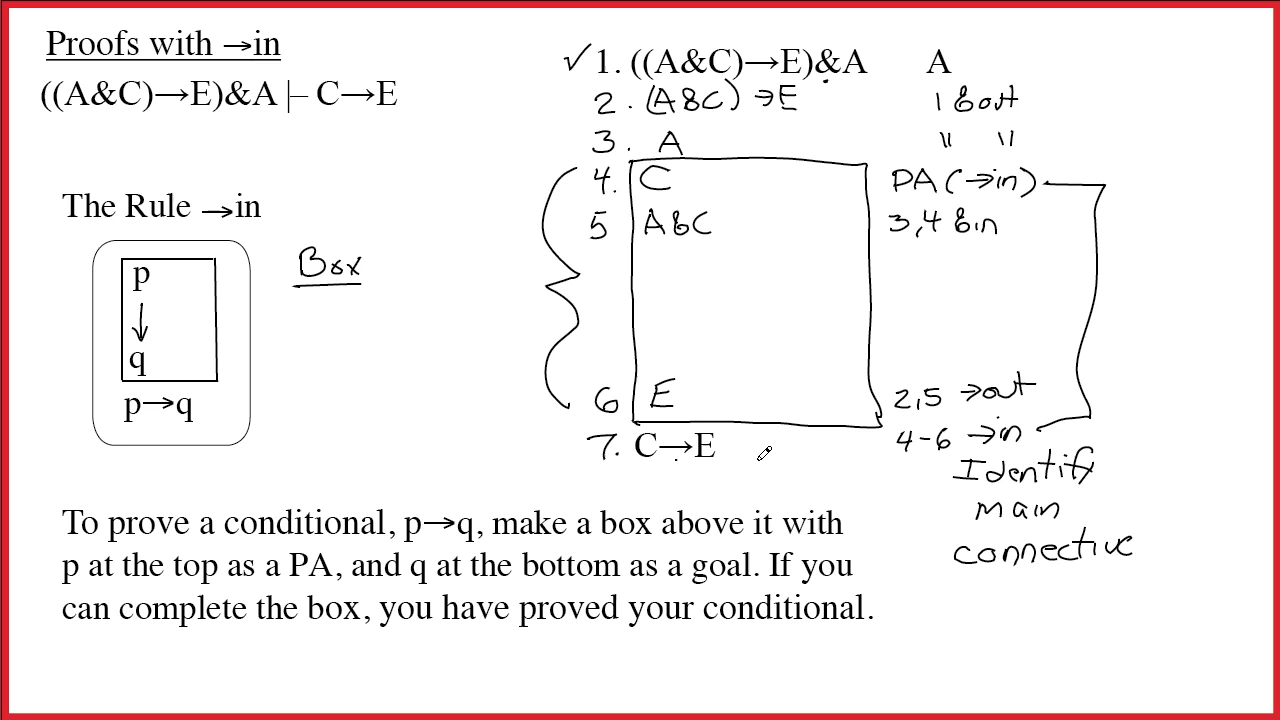 Proofs with →in
((A&C)→E)&A |– C→E
The Rule →in
p
↓
q
p→q
Box
✓ 1. ((A&C)→E)&A A
2. (A&C)→E 1 &out
3. A " "
4. C PA (→in)
5 A&C 3,4 &in
6 E 2,5 →out
7. C→E 4-6 →in
Identify
main
connective
To prove a conditional, p→q, make a box above it with
p at the top as a PA, and q at the bottom as a goal. If you
can complete the box, you have proved your conditional.